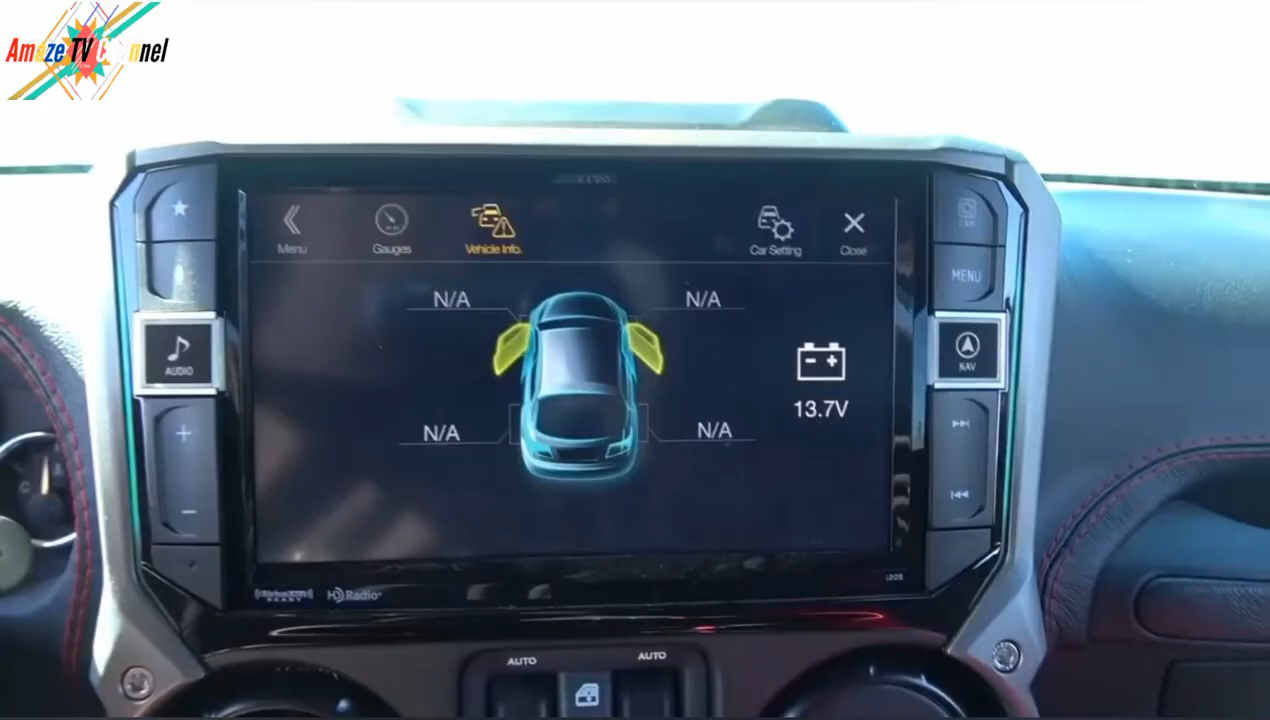 Amaze TV Channel
Menu
Gauges
Vehicle Info.
Car Setting
Close
MENU
N/A
N/A
AUDIO
NAV
13.7V
N/A
N/A
HD Radio
AUTO
AUTO